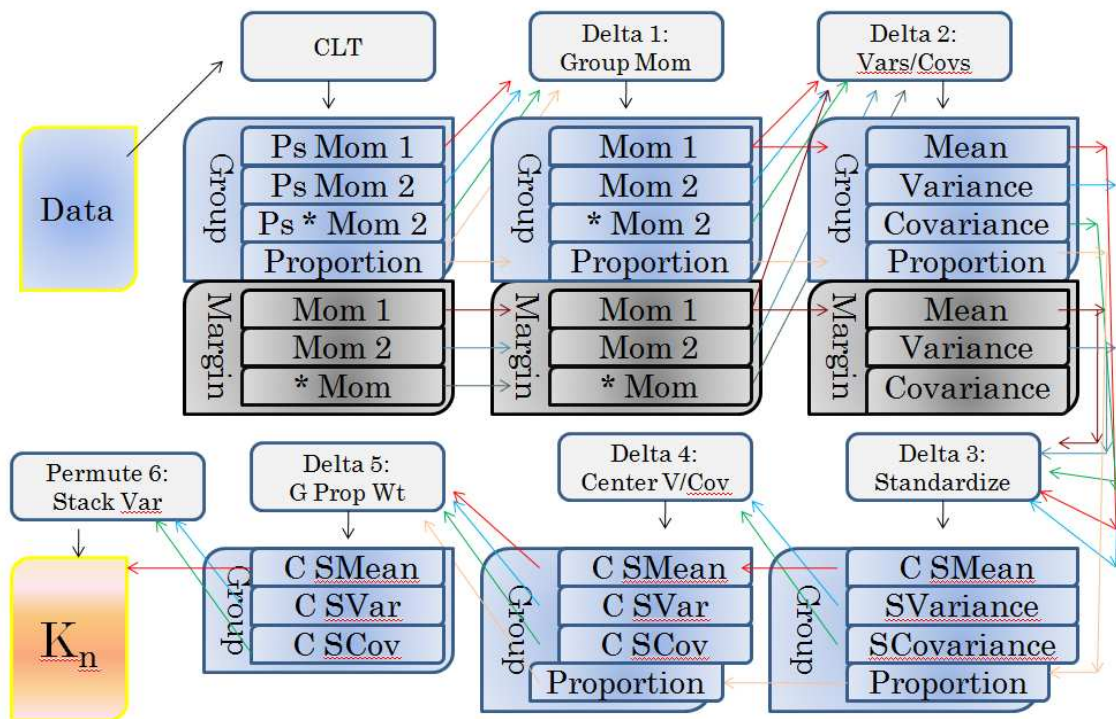 CLT
Delta 1:
Group Mom
Delta 2:
Vars/Covs
Data
Group
Ps Mom 1
Ps Mom 2
Ps * Mom 2
Proportion
Margin
Mom 1
Mom 2
* Mom
Group
Mom 1
Mom 2
* Mom 2
Proportion
Margin
Mom 1
Mom 2
* Mom
Group
Mean
Variance
Covariance
Proportion
Margin
Mean
Variance
Covariance
Permute 6:
Stack Var
Delta 5:
G Prop Wt
Delta 4:
Center V/Cov
Delta 3:
Standardize
Kn
Group
C SMean
C SVar
C SCov
Group
C SMean
C SVar
C SCov
Proportion
Group
C SMean
SVariance
SCovariance
Proportion